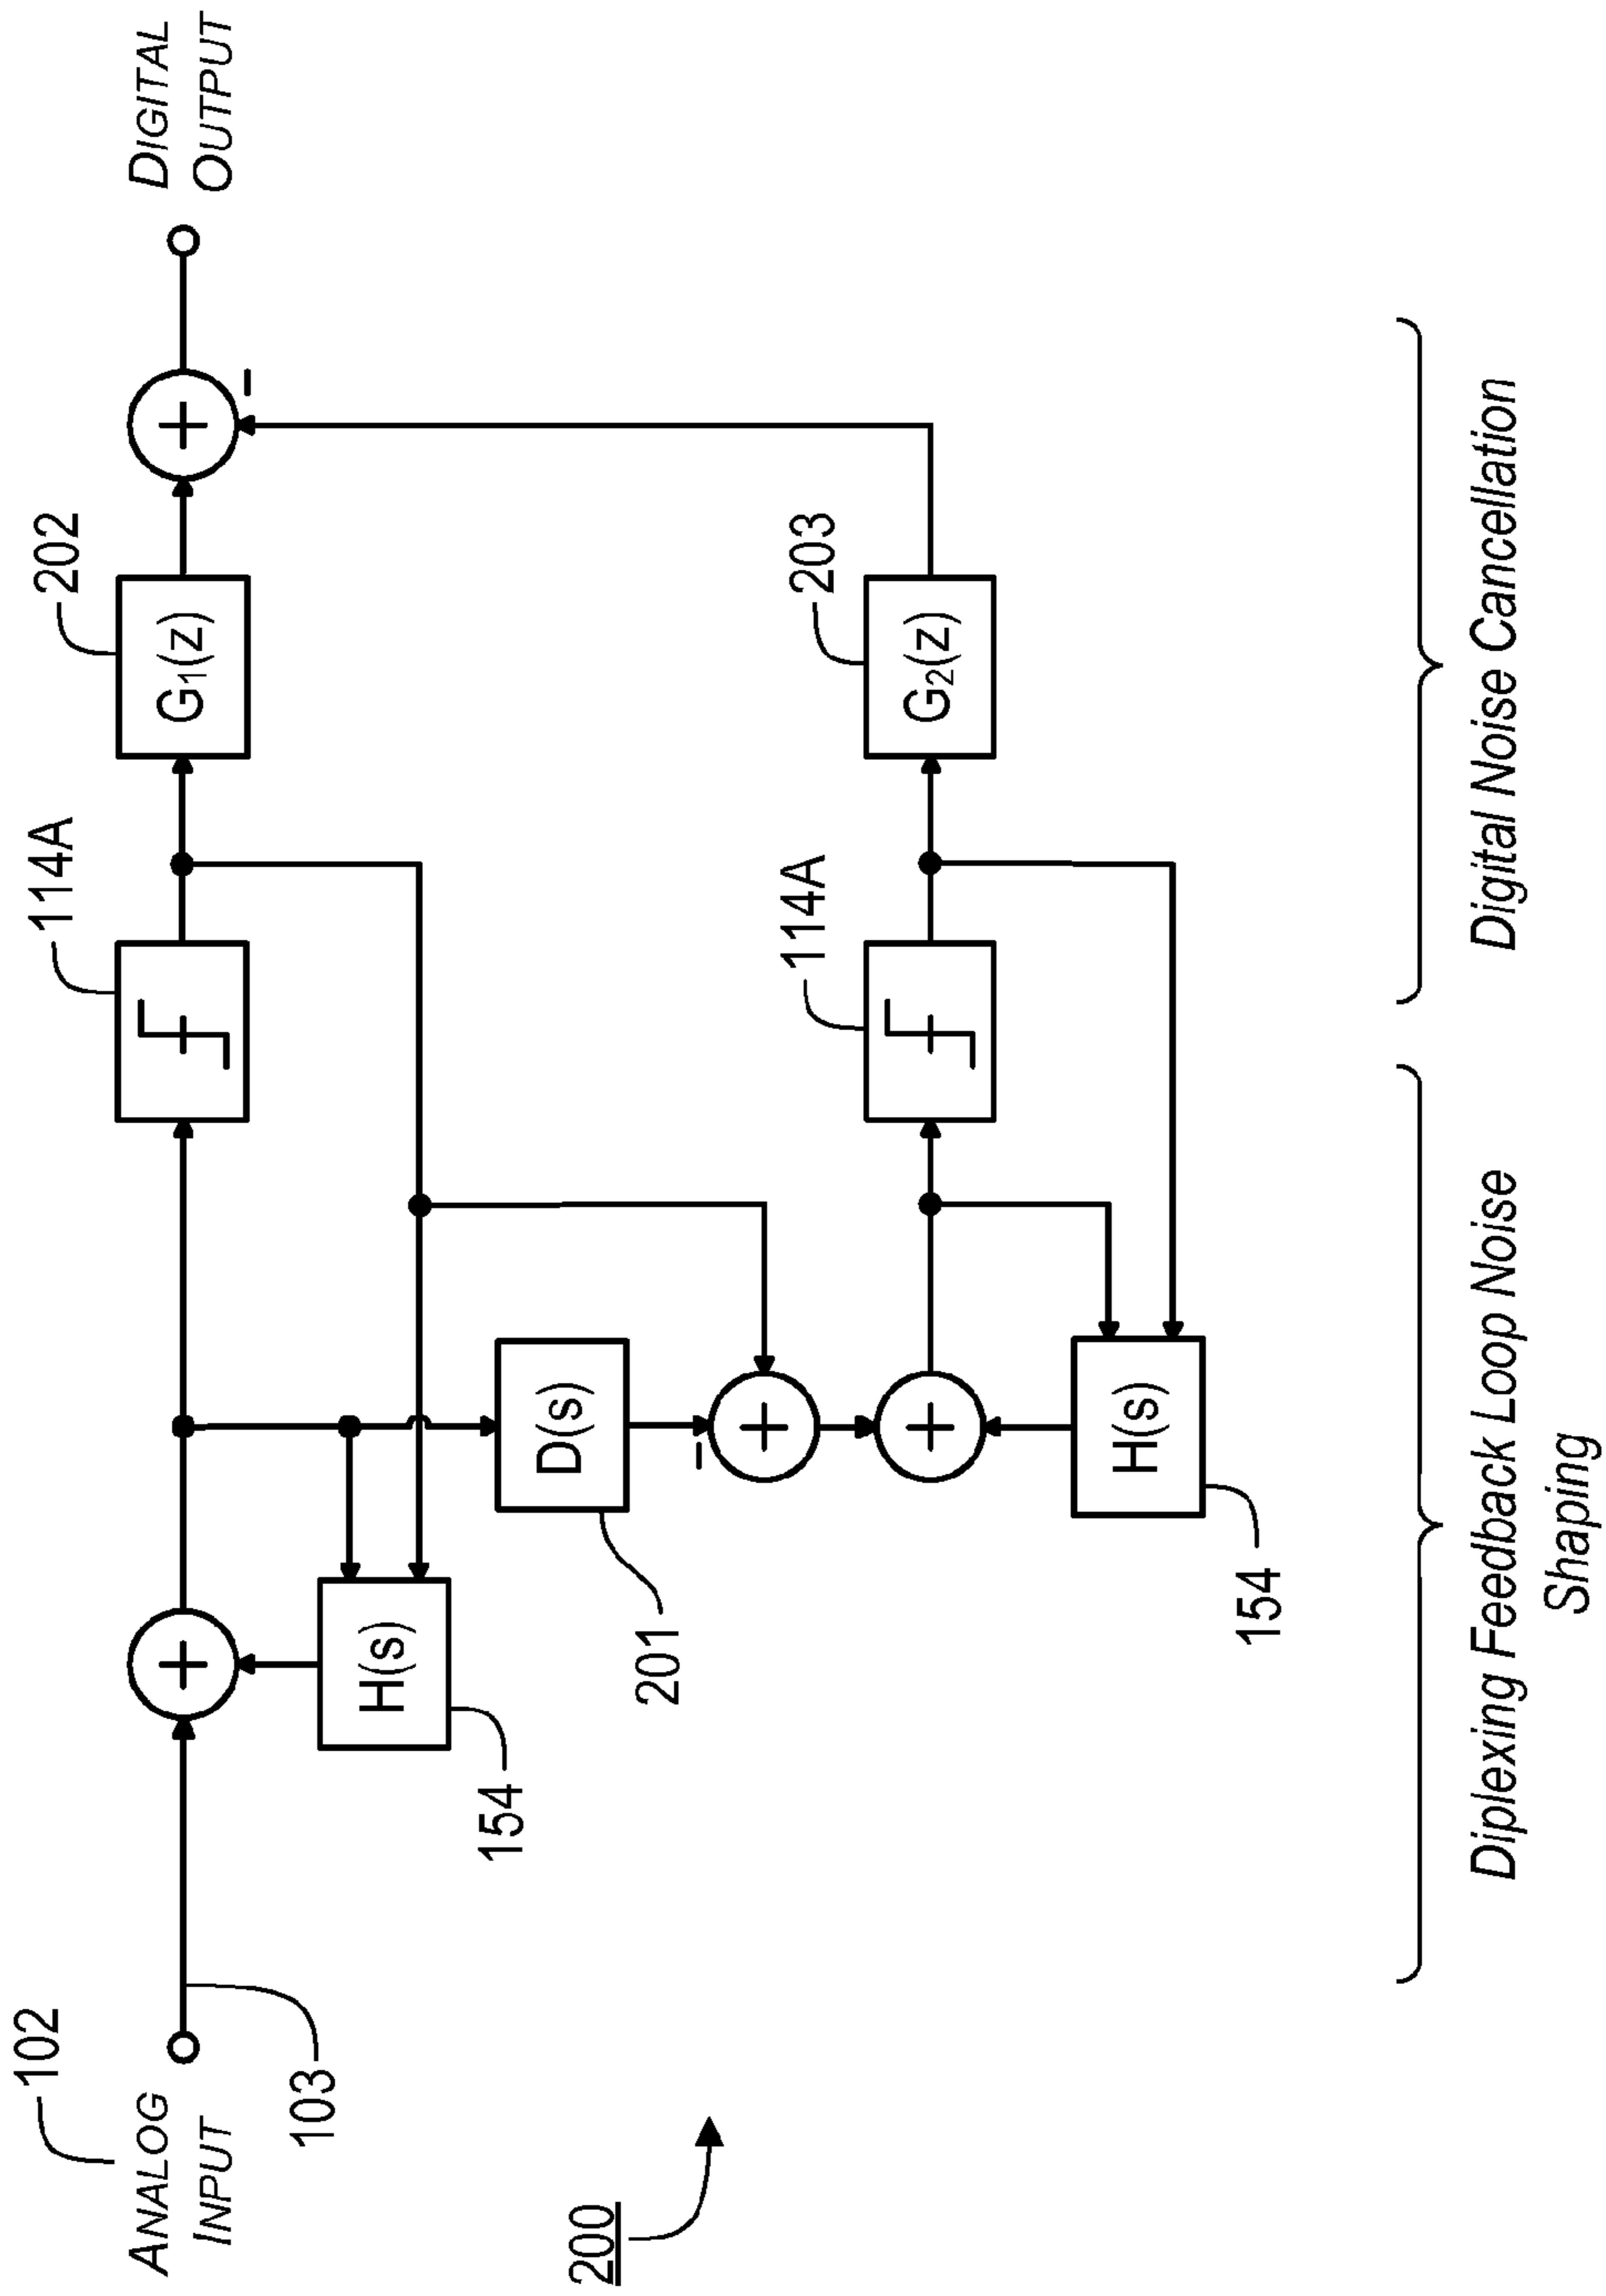 102
ANALOG
INPUT
103
154
H(s)
114A
202
G1(z)
DIGITAL
OUTPUT
201
D(s)
114A
203
G2(z)
154
H(s)
200
Diplexing Feedback Loop Noise
Shaping
Digital Noise Cancellation